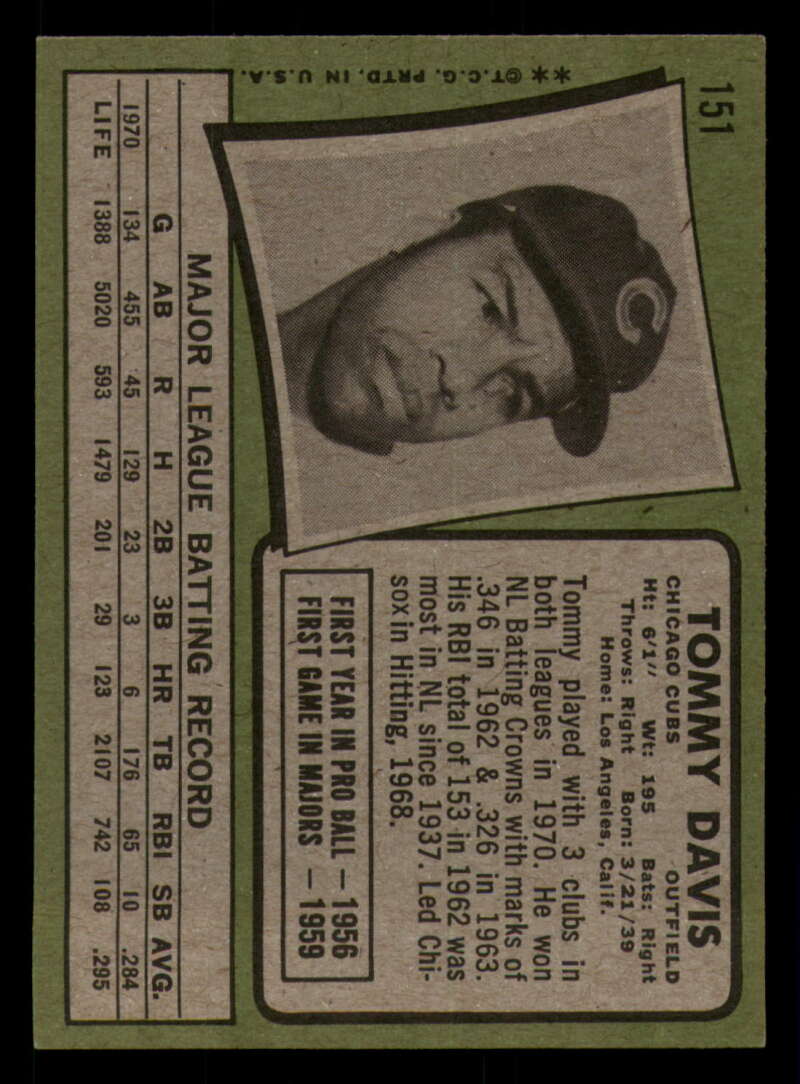 151
**©T.C.G. PRTD. IN U.S.A.
C
TOMMY DAVIS
CHICAGO CUBS OUTFIELD
Ht: 6'1" Wt: 195 Bats: Right
Throws: Right Born: 3/21/39
Home: Los Angeles, Calif.
Tommy played with 3 clubs in
both leagues in 1970. He won
NL Batting Crowns with marks of
.346 in 1962 & .326 in 1963.
His RBI total of 153 in 1962 was
most in NL since 1937. Led Chi-
sox in Hitting, 1968.
FIRST YEAR IN PRO BALL — 1956
FIRST GAME IN MAJORS — 1959
MAJOR LEAGUE BATTING RECORD
G AB R H 2B 3B HR TB RBI SB AVG.
1970 134 455 45 129 23 3 6 176 65 10 .284
LIFE 1388 5020 593 1479 201 29 123 2107 742 108 .295